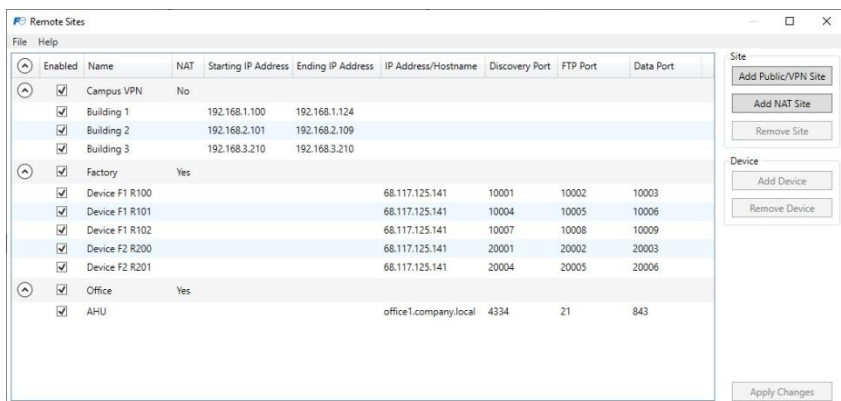 Remote Sites
File Help
Enabled Name NAT Starting IP Address Ending IP Address IP Address/Hostname Discovery Port FTP Port Data Port
Campus VPN No
Building 1 192.168.1.100 192.168.1.124
Building 2 192.168.2.101 192.168.2.109
Building 3 192.168.3.210 192.168.3.210
Factory Yes
Device F1 R100 68.117.125.141 10001 10002 10003
Device F1 R101 68.117.125.141 10004 10005 10006
Device F1 R102 68.117.125.141 10007 10008 10009
Device F2 R200 68.117.125.141 20001 20002 20003
Device F2 R201 68.117.125.141 20004 20005 20006
Office Yes
AHU office1.company.local 4334 21 843
Site
Add Public/VPN Site
Add NAT Site
Remove Site
Device
Add Device
Remove Device
Apply Changes